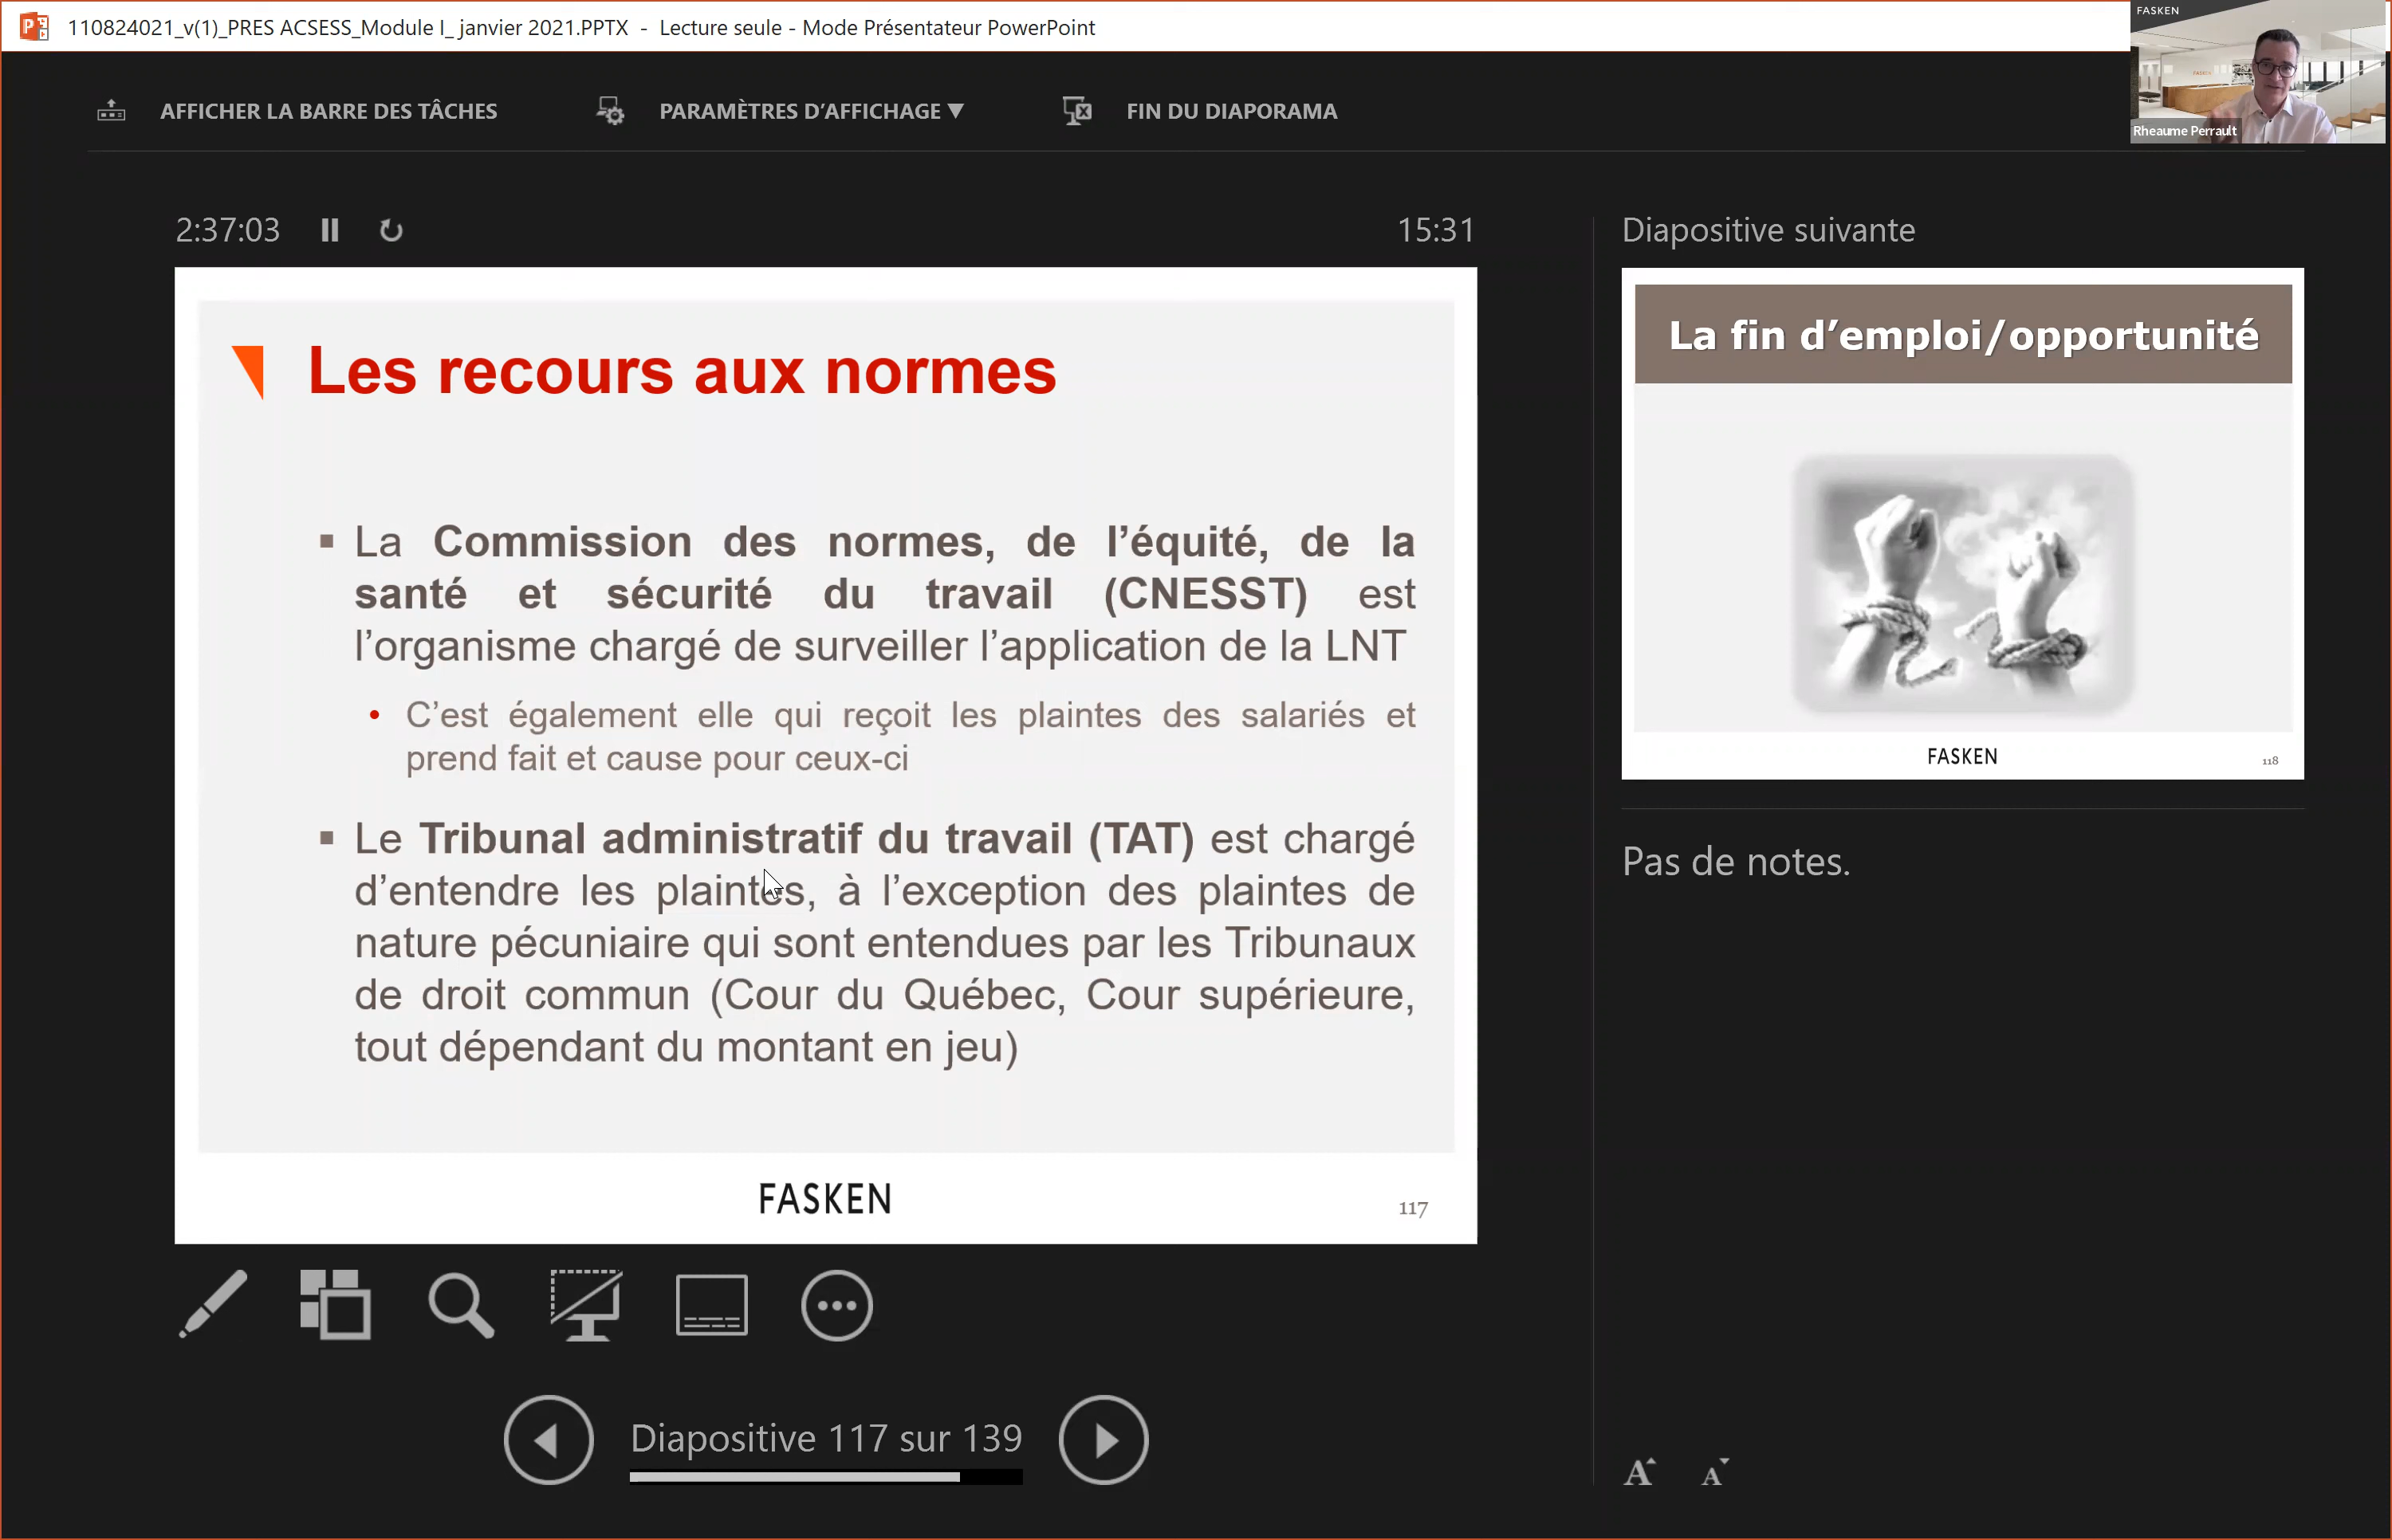 110824021_v(1)_PRES ACSESS_Module I_ janvier 2021.PPTX - Lecture seule - Mode Présentateur PowerPoint
FASKEN
Rheaume Perrault
AFFICHER LA BARRE DES TÂCHES
PARAMÈTRES D'AFFICHAGE ▼
FIN DU DIAPORAMA
2:37:03
15:31
Les recours aux normes
▪ La Commission des normes, de l'équité, de la
santé et sécurité du travail (CNESST) est
l'organisme chargé de surveiller l'application de la LNT
• C'est également elle qui reçoit les plaintes des salariés et
prend fait et cause pour ceux-ci
▪ Le Tribunal administratif du travail (TAT) est chargé
d'entendre les plaintes, à l'exception des plaintes de
nature pécuniaire qui sont entendues par les Tribunaux
de droit commun (Cour du Québec, Cour supérieure,
tout dépendant du montant en jeu)
FASKEN
117
Diapositive 117 sur 139
Diapositive suivante
La fin d'emploi/opportunité
FASKEN
118
Pas de notes.
A
A